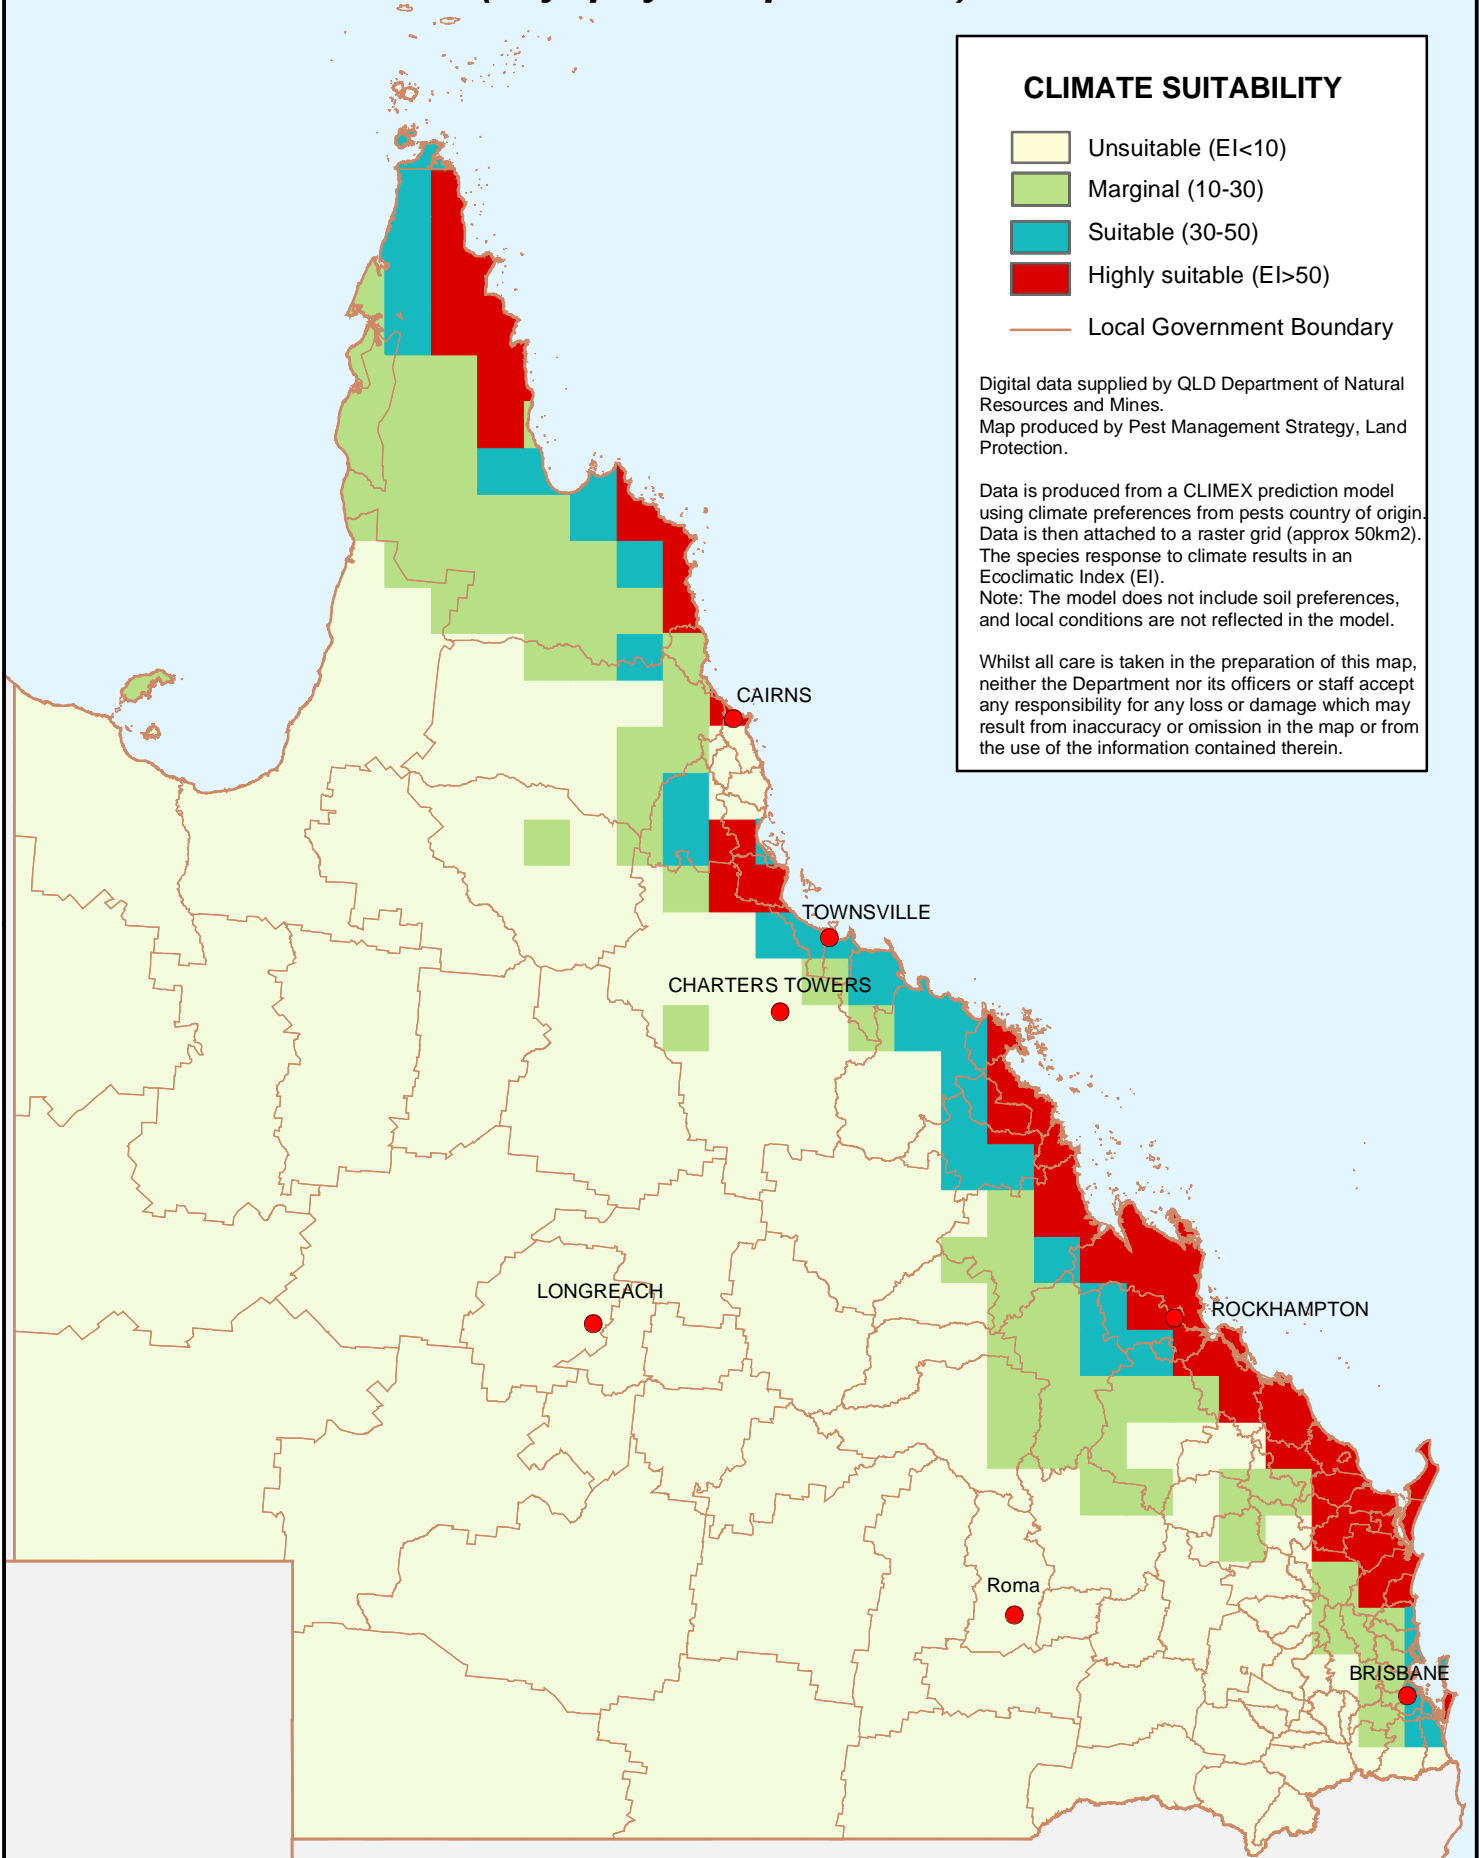 CLIMATE SUITABILITY
Unsuitable (EI<10)
Marginal (10-30)
Suitable (30-50)
Highly suitable (EI>50)
Local Government Boundary
Digital data supplied by QLD Department of Natural
Resources and Mines.
Map produced by Pest Management Strategy, Land
Protection.
Data is produced from a CLIMEX prediction model
using climate preferences from pests country of origin.
Data is then attached to a raster grid (approx 50km2).
The species response to climate results in an
Ecoclimatic Index (EI).
Note: The model does not include soil preferences,
and local conditions are not reflected in the model.
Whilst all care is taken in the preparation of this map,
neither the Department nor its officers or staff accept
any responsibility for any loss or damage which may
result from inaccuracy or omission in the map or from
the use of the information contained therein.
CAIRNS
TOWNSVILLE
CHARTERS TOWERS
LONGREACH
ROCKHAMPTON
Roma
BRISBANE